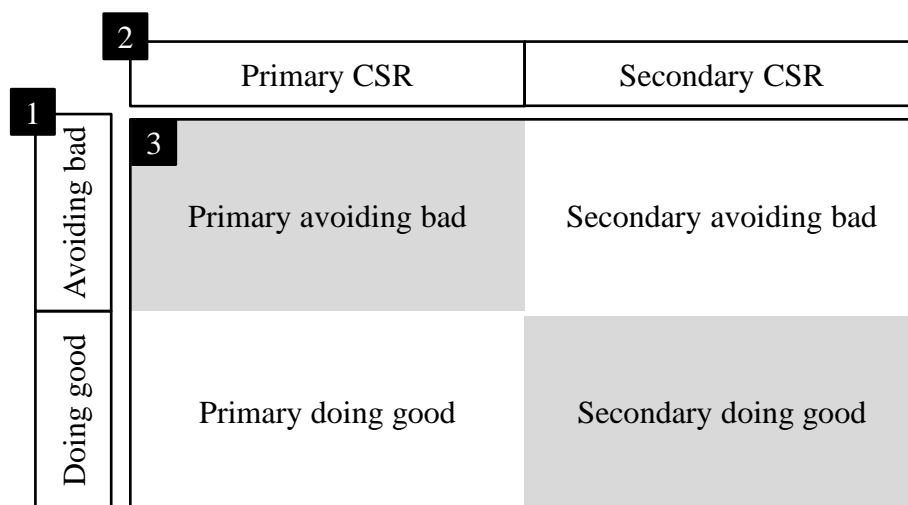 2
Primary CSR
Secondary CSR
1
Avoiding bad
3
Primary avoiding bad
Secondary avoiding bad
Doing good
Primary doing good
Secondary doing good